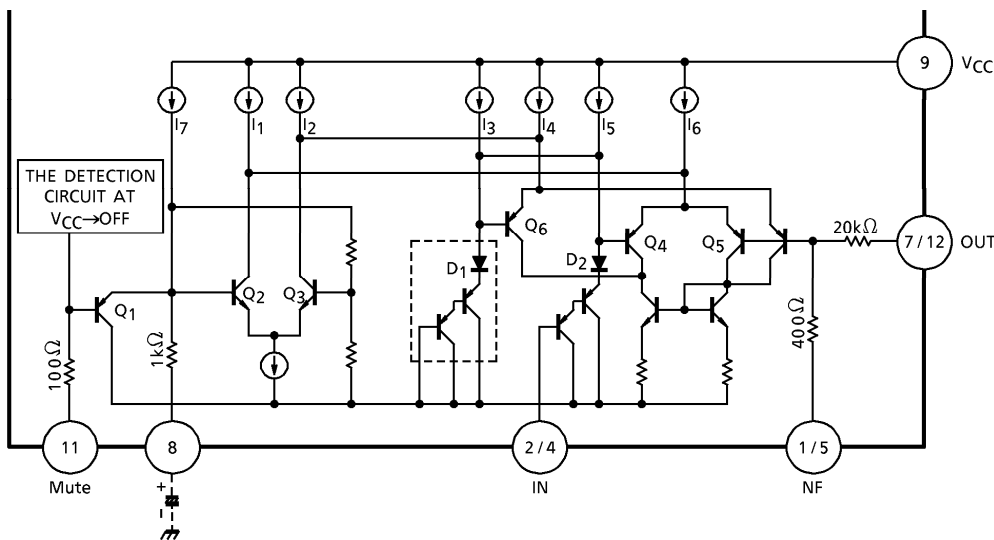 9
VCC
I7
I1
I2
I3
I4
I5
I6
THE DETECTION
CIRCUIT AT
VCC→OFF
Q6
Q4
Q5
20kΩ
7 / 12
OUT
D1
D2
Q1
Q2
Q3
100Ω
1kΩ
400Ω
11
8
2 / 4
1 / 5
Mute
IN
NF
+